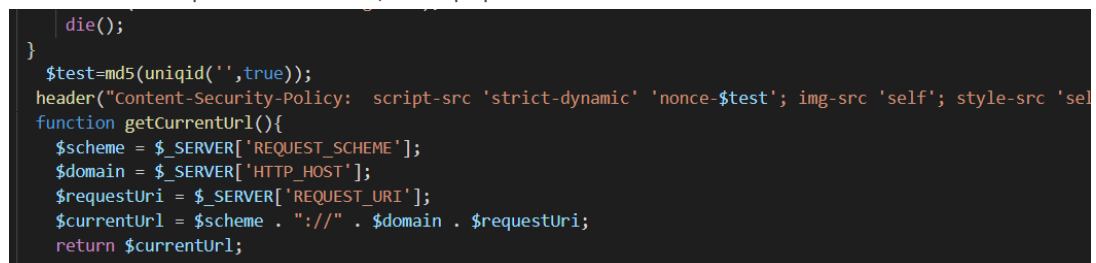 die();
}
$test=md5(uniqid('',true));
header("Content-Security-Policy:  script-src 'strict-dynamic' 'nonce-$test'; img-src 'self'; style-src 'sel
function getCurrentUrl(){
$scheme = $_SERVER['REQUEST_SCHEME'];
$domain = $_SERVER['HTTP_HOST'];
$requestUri = $_SERVER['REQUEST_URI'];
$currentUrl = $scheme . "://" . $domain . $requestUri;
return $currentUrl;